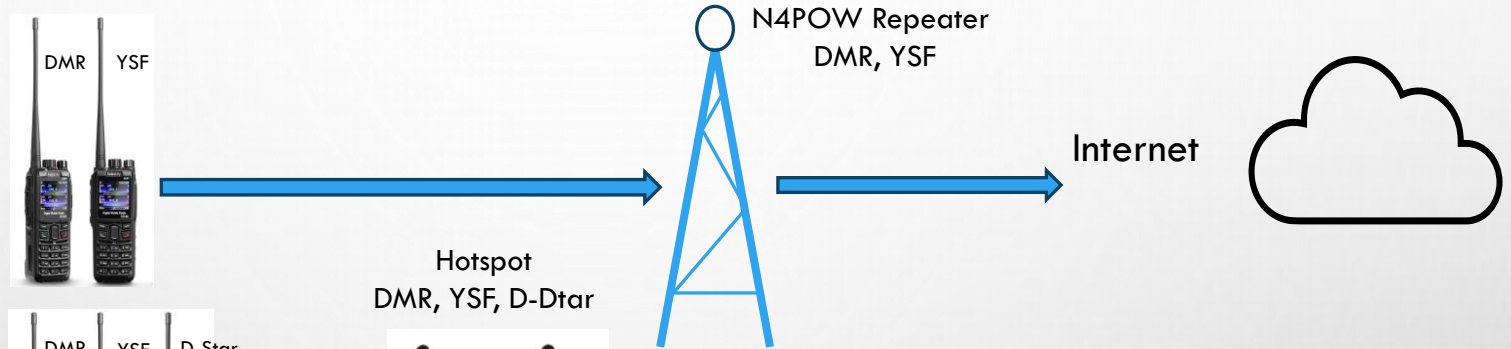 N4POW Repeater
DMR, YSF
DMR YSF
Internet
Hotspot
DMR, YSF, D-Dtar
DMR YSF D-Star